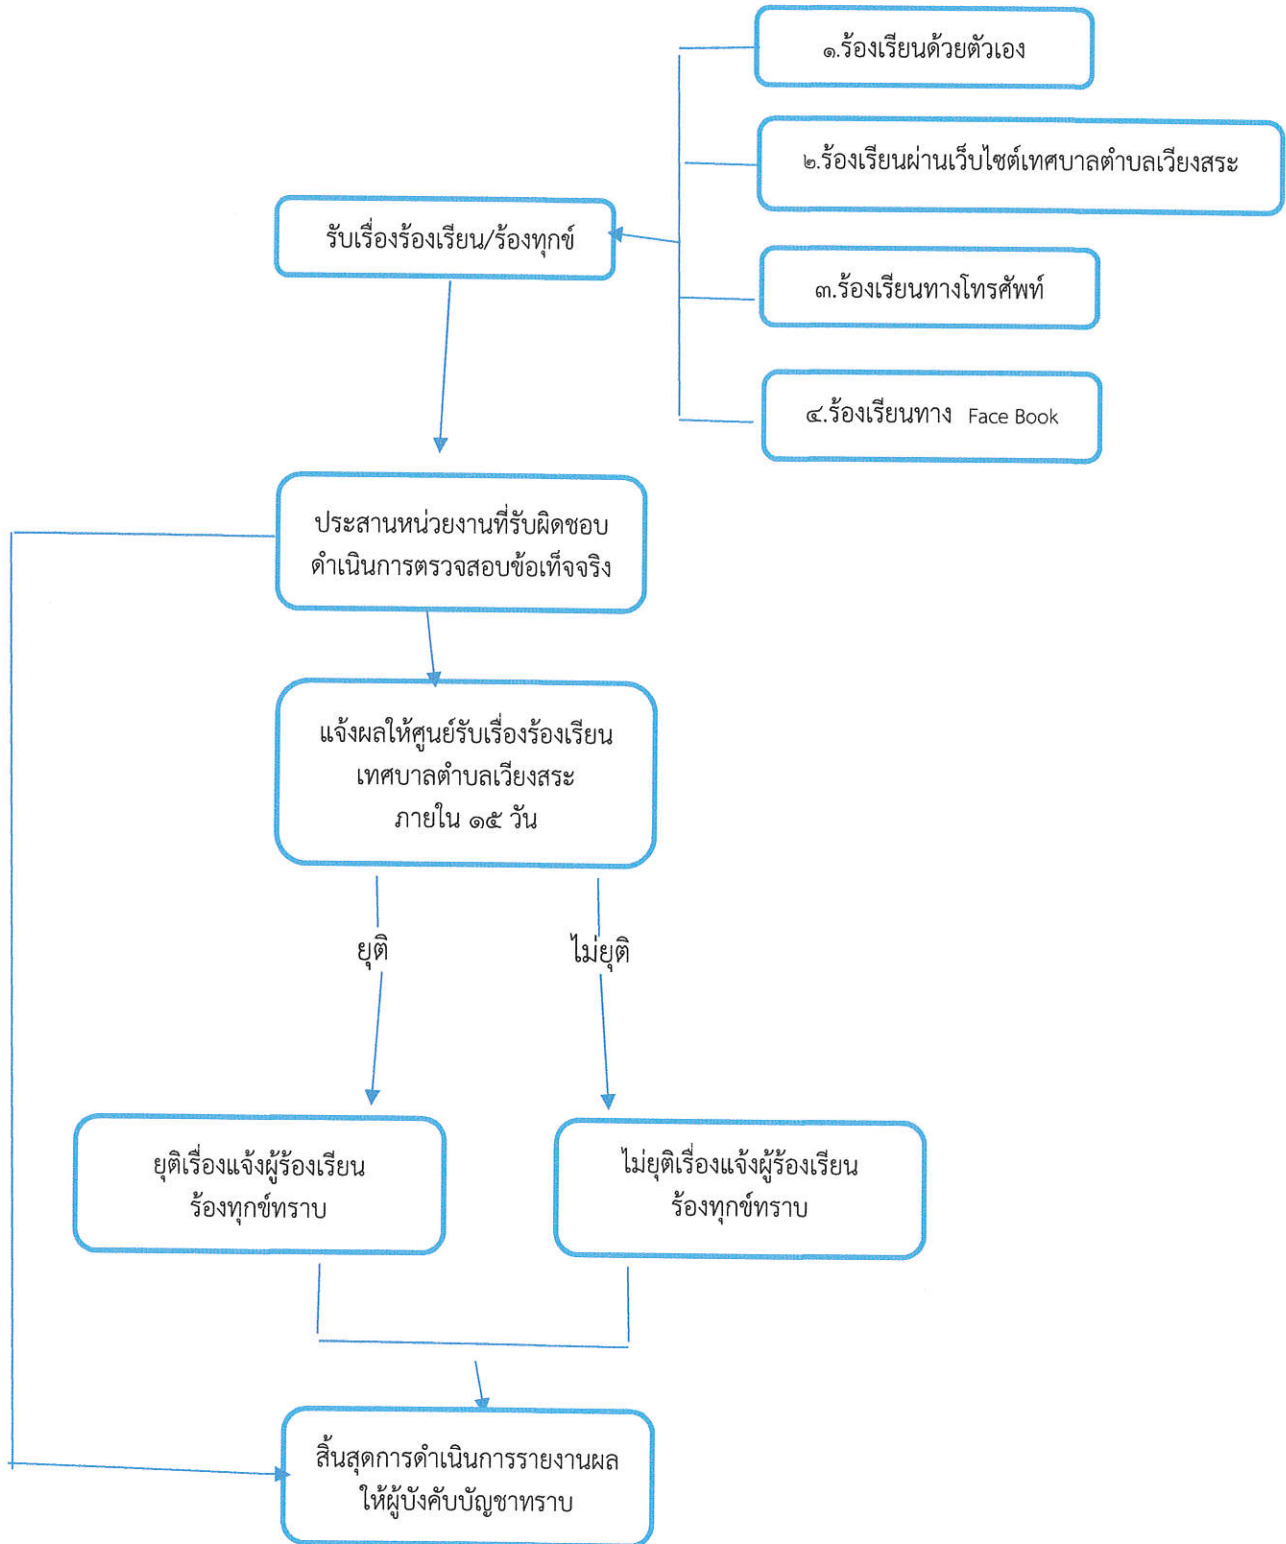 ๑.ร้องเรียนด้วยตัวเอง
๒.ร้องเรียนผ่านเว็บไซต์เทศบาลตำบลเวียงสระ
รับเรื่องร้องเรียน/ร้องทุกข์
๓.ร้องเรียนทางโทรศัพท์
๔.ร้องเรียนทาง Face Book
ประสานหน่วยงานที่รับผิดชอบ
ดำเนินการตรวจสอบข้อเท็จจริง
แจ้งผลให้ศูนย์รับเรื่องร้องเรียน
เทศบาลตำบลเวียงสระ
ภายใน ๑๕ วัน
ยุติ
ไม่ยุติ
ยุติเรื่องแจ้งผู้ร้องเรียน
ร้องทุกข์ทราบ
ไม่ยุติเรื่องแจ้งผู้ร้องเรียน
ร้องทุกข์ทราบ
สิ้นสุดการดำเนินการรายงานผล
ให้ผู้บังคับบัญชาทราบ